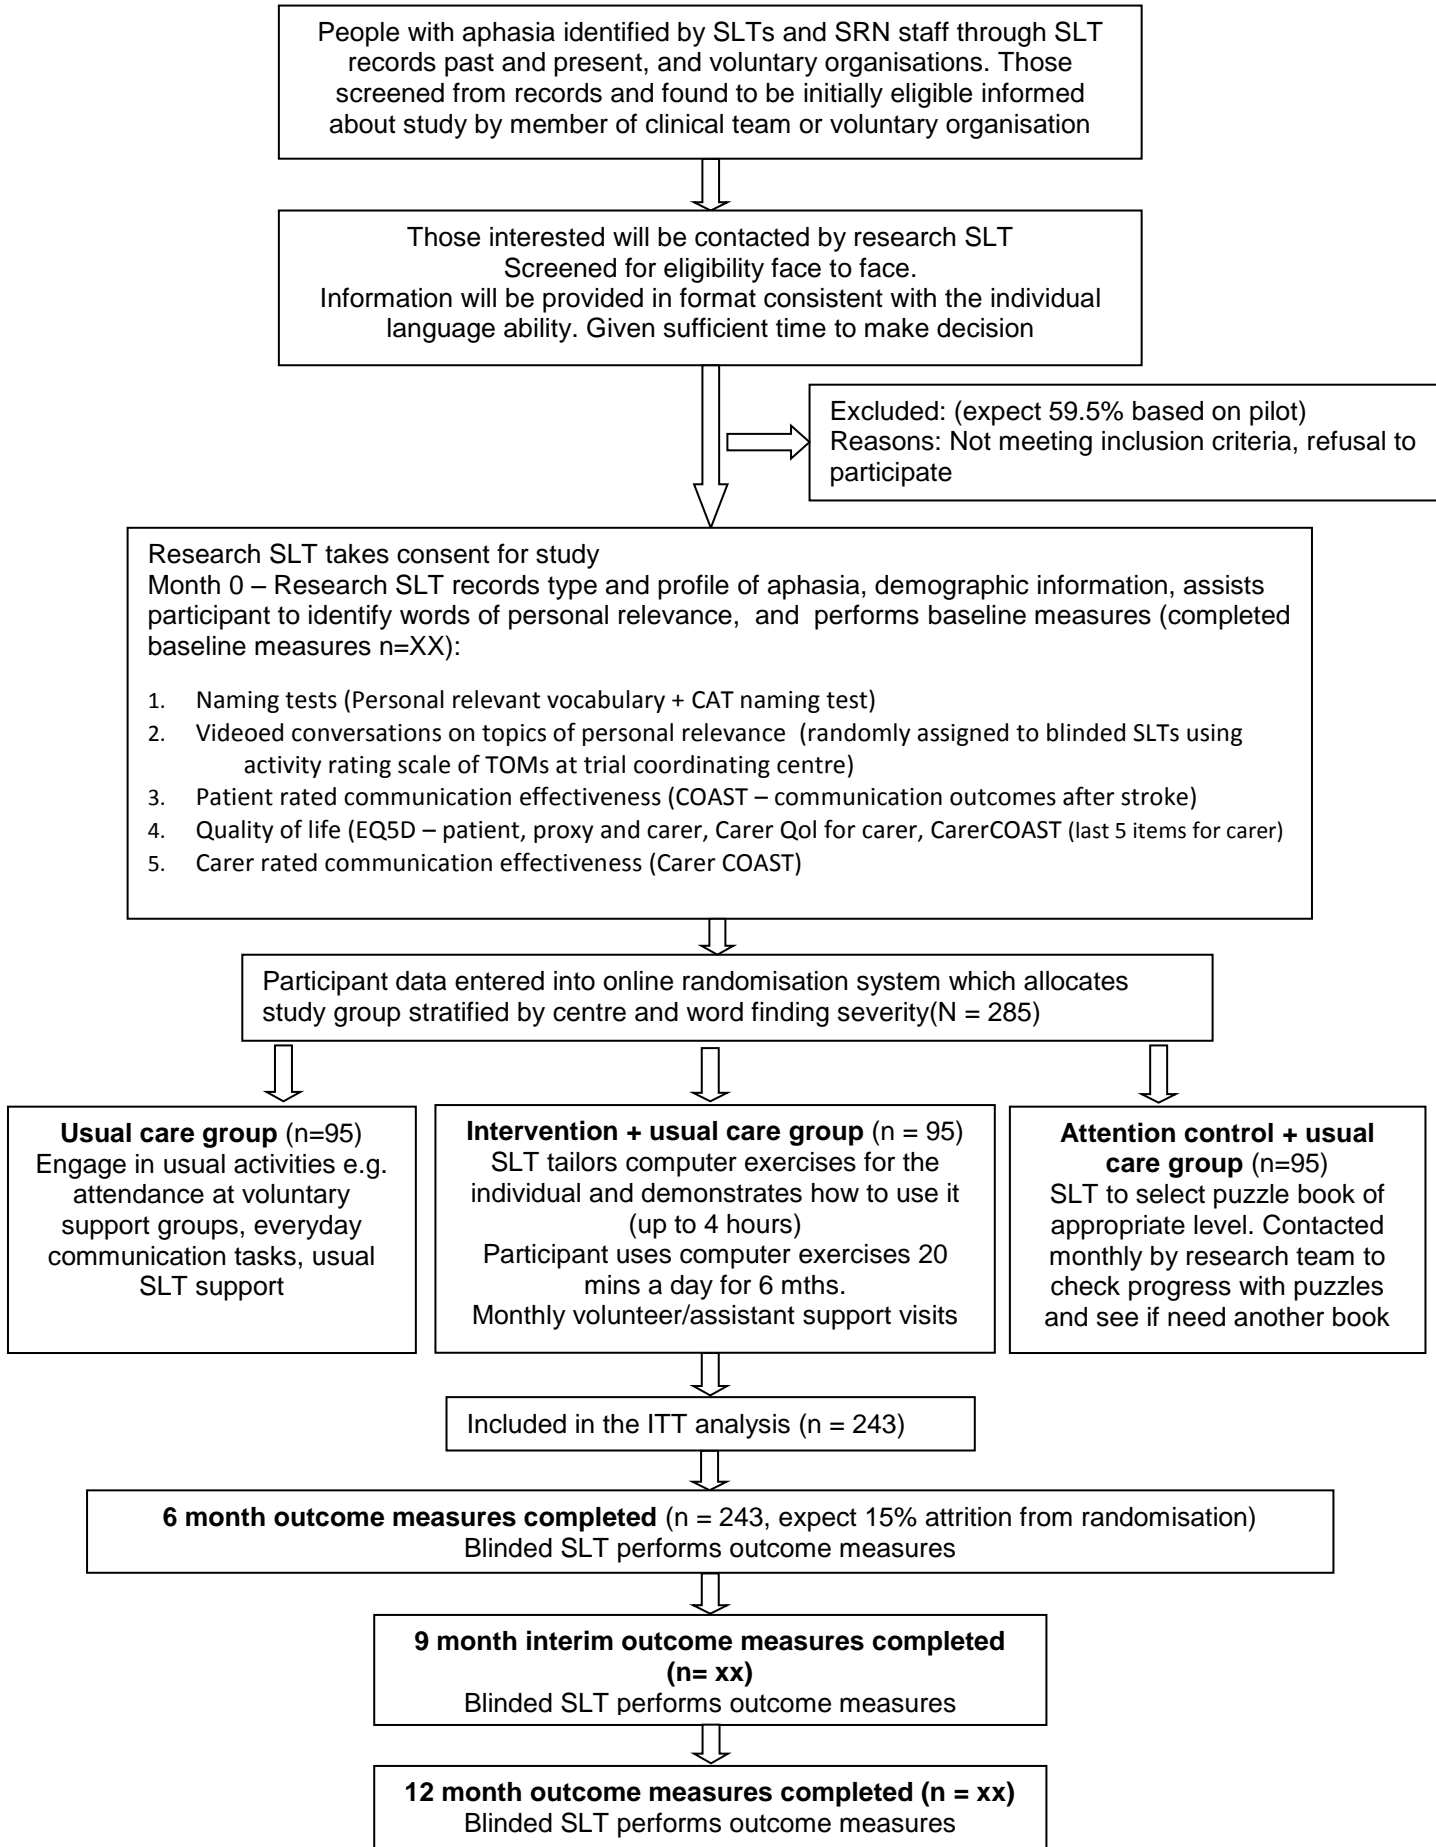 People with aphasia identified by SLTs and SRN staff through SLT
records past and present, and voluntary organisations. Those
screened from records and found to be initially eligible informed
about study by member of clinical team or voluntary organisation
Those interested will be contacted by research SLT
Screened for eligibility face to face.
Information will be provided in format consistent with the individual
language ability. Given sufficient time to make decision
Excluded: (expect 59.5% based on pilot)
Reasons: Not meeting inclusion criteria, refusal to
participate
Research SLT takes consent for study
Month 0 – Research SLT records type and profile of aphasia, demographic information, assists
participant to identify words of personal relevance,  and  performs baseline measures (completed
baseline measures n=XX):
1. Naming tests (Personal relevant vocabulary + CAT naming test)
2. Videoed conversations on topics of personal relevance  (randomly assigned to blinded SLTs using
activity rating scale of TOMs at trial coordinating centre)
3. Patient rated communication effectiveness (COAST – communication outcomes after stroke)
4. Quality of life (EQ5D – patient, proxy and carer, Carer Qol for carer, CarerCOAST (last 5 items for carer)
5. Carer rated communication effectiveness (Carer COAST)
Participant data entered into online randomisation system which allocates
study group stratified by centre and word finding severity(N = 285)
Usual care group (n=95)
Engage in usual activities e.g.
attendance at voluntary
support groups, everyday
communication tasks, usual
SLT support
Intervention + usual care group (n = 95)
SLT tailors computer exercises for the
individual and demonstrates how to use it
(up to 4 hours)
Participant uses computer exercises 20
mins a day for 6 mths.
Monthly volunteer/assistant support visits
Attention control + usual
care group (n=95)
SLT to select puzzle book of
appropriate level. Contacted
monthly by research team to
check progress with puzzles
and see if need another book
Included in the ITT analysis (n = 243)
6 month outcome measures completed (n = 243, expect 15% attrition from randomisation)
Blinded SLT performs outcome measures
9 month interim outcome measures completed
(n= xx)
Blinded SLT performs outcome measures
12 month outcome measures completed (n = xx)
Blinded SLT performs outcome measures